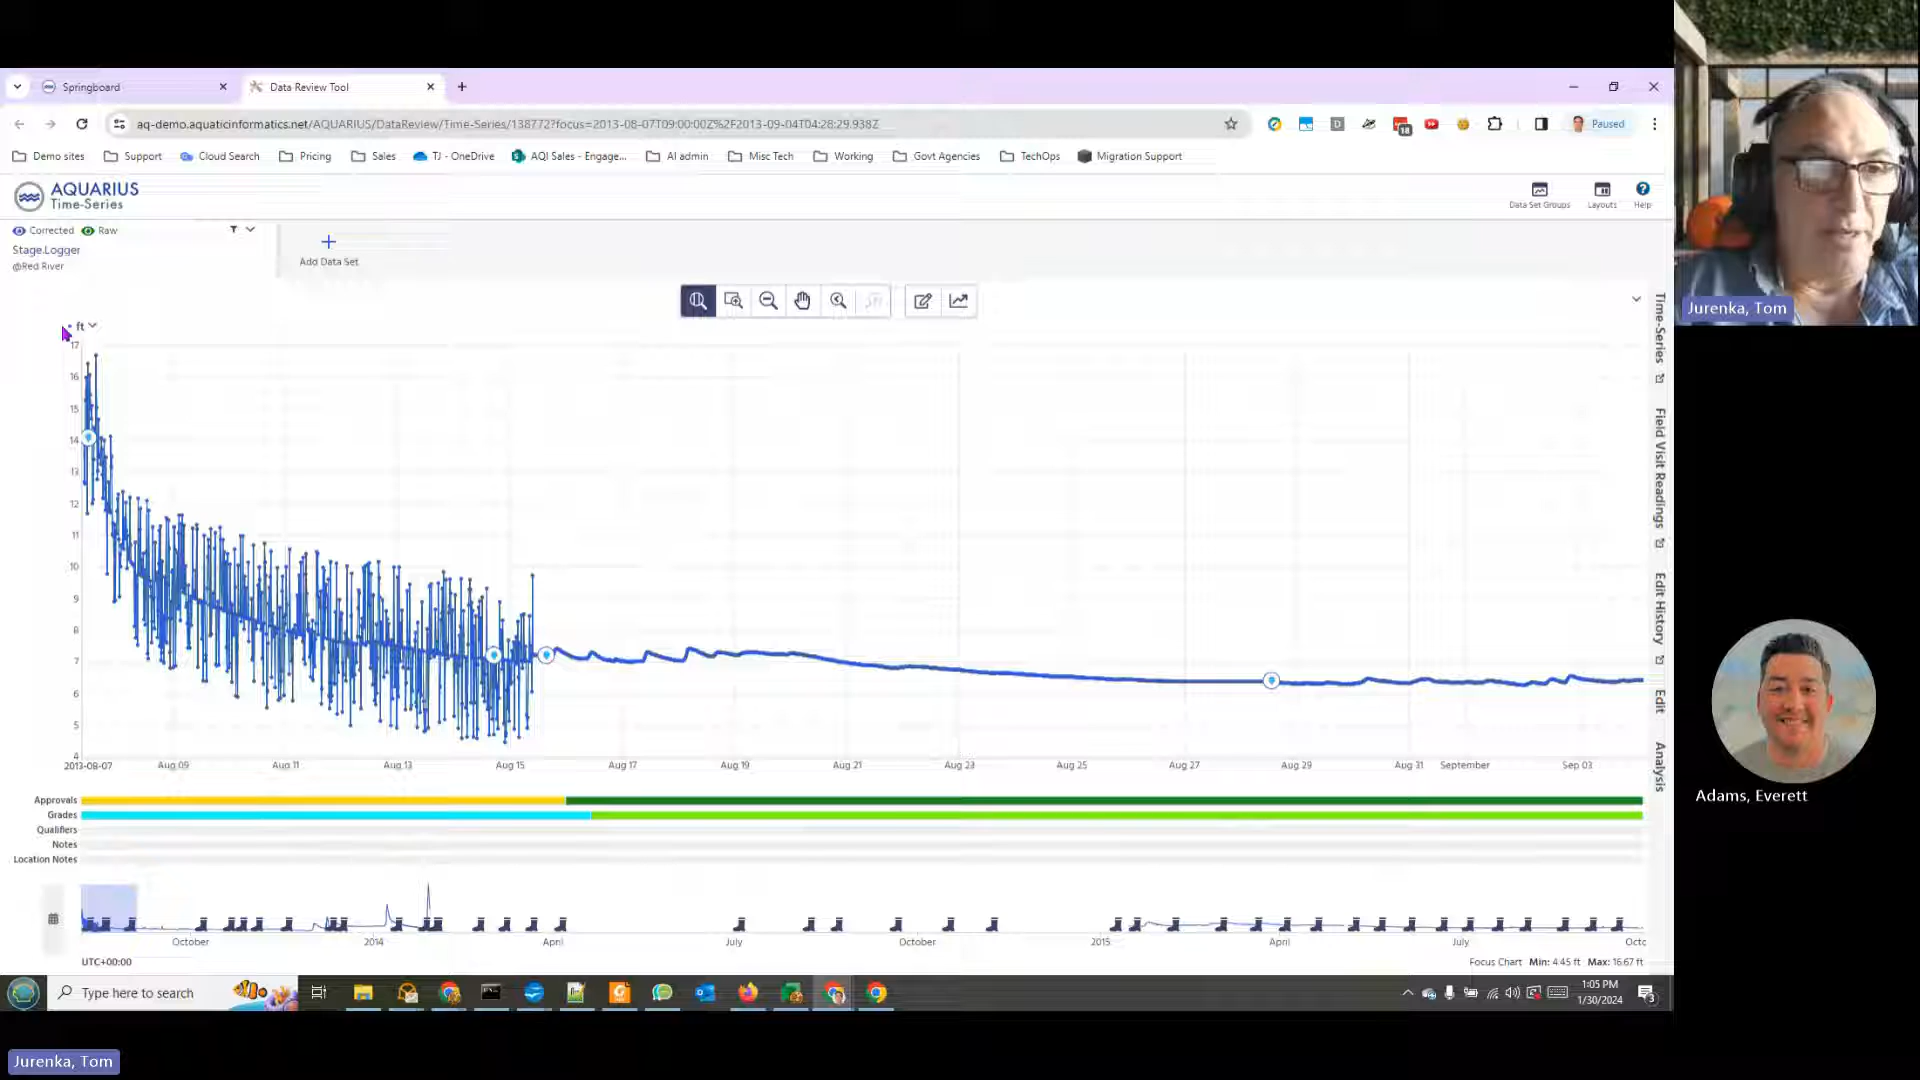 Springboard
Data Review Tool
aq-demo.aquaticinformatics.net/AQUARIUS/DataReview/Time-Series/138772?focus=2013-08-07T09:00:00Z%2F2013-09-04T04:28:29.938Z
18
Paused
Demo sites
Support
Cloud Search
Pricing
Sales
TJ - OneDrive
AQI Sales - Engage...
AI admin
Misc Tech
Working
Govt Agencies
TechOps
Migration Support
AQUARIUS
Time-Series
Data Set Groups
Layouts
Help
Corrected
Raw
Stage.Logger
@Red River
Add Data Set
ft
17
16
15
14
13
12
11
10
9
8
7
6
5
4
2013-08-07
Aug 09
Aug 11
Aug 13
Aug 15
Aug 17
Aug 19
Aug 21
Aug 23
Aug 25
Aug 27
Aug 29
Aug 31
September
Sep 03
Time-Series
Field Visit Readings
Edit History
Edit
Analysis
Approvals
Grades
Qualifiers
Notes
Location Notes
October
2014
April
July
October
2015
April
July
Octo
UTC+00:00
Focus Chart Min: 4.45 ft Max: 16.67 ft
Type here to search
1:05 PM
1/30/2024
3
Jurenka, Tom
Adams, Everett
Jurenka, Tom